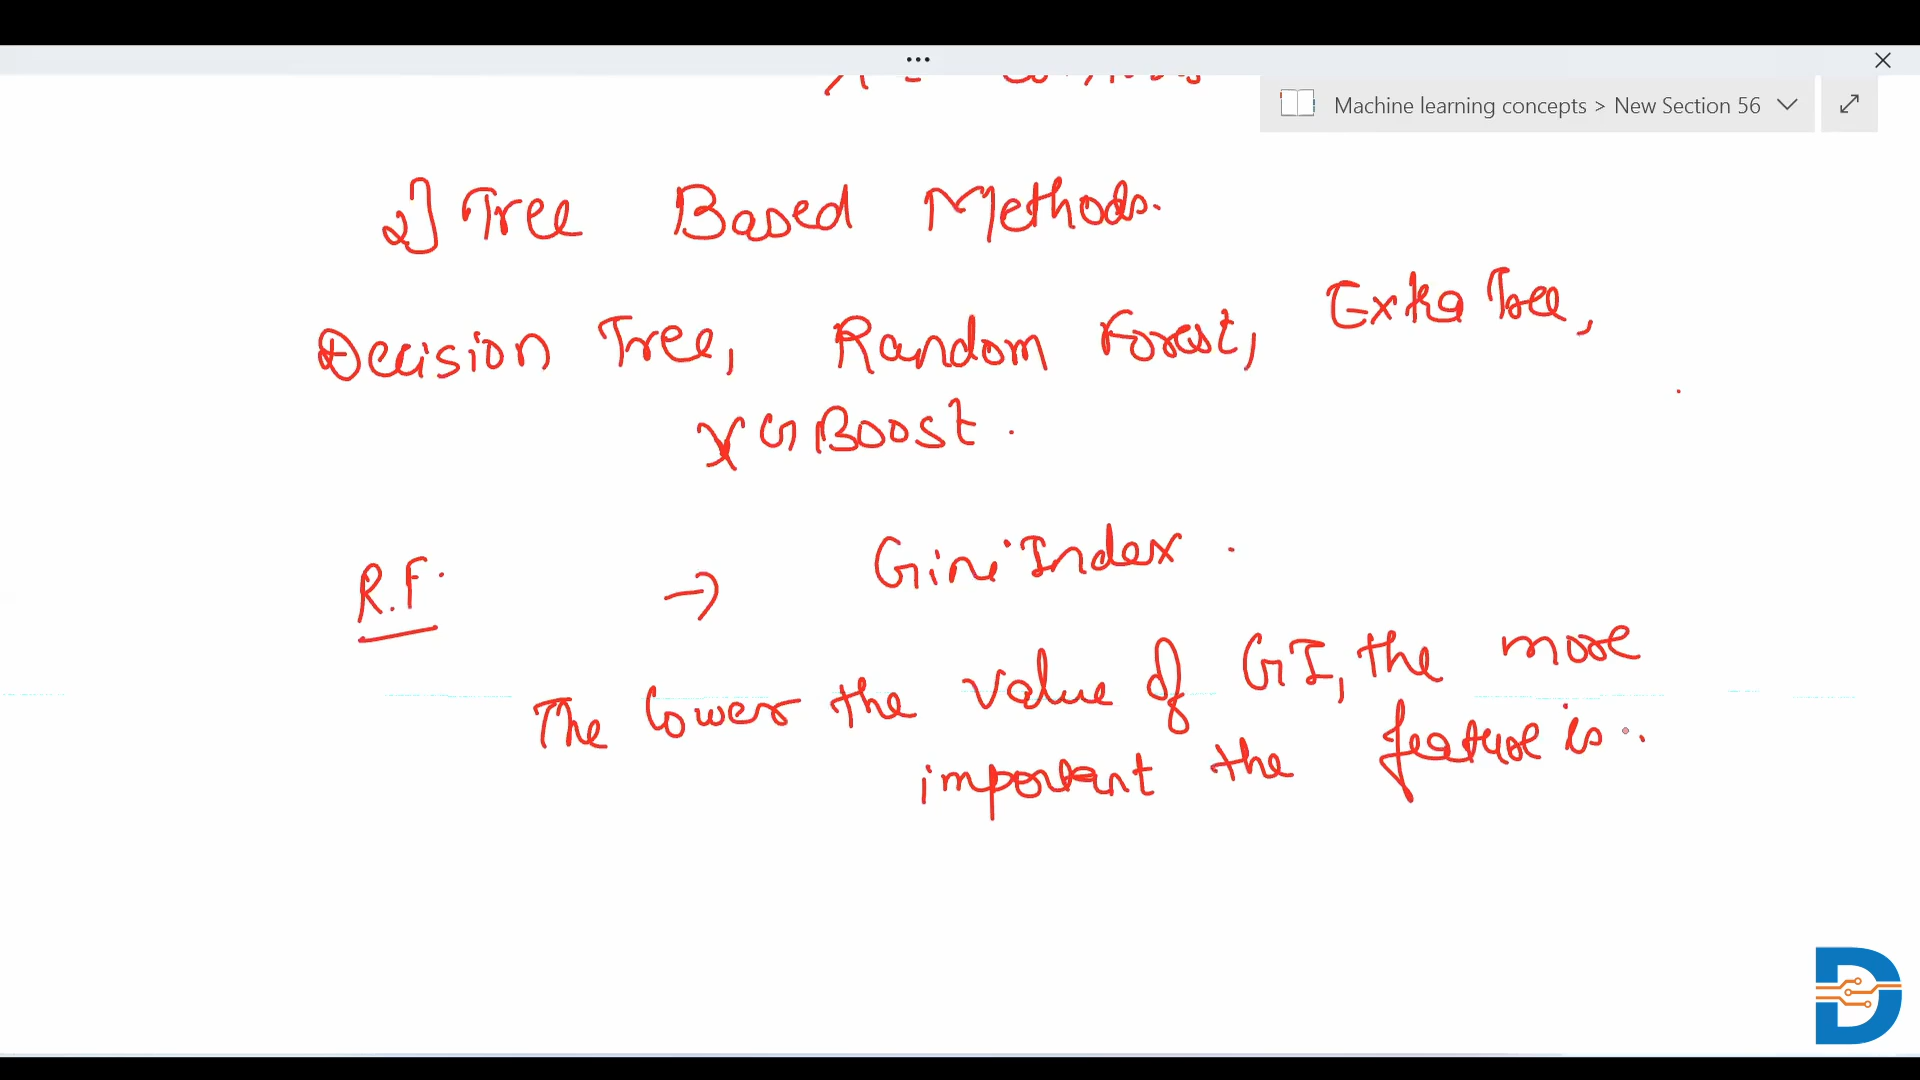 Machine learning concepts > New Section 56
2] Tree Based Methods.
Decision Tree, Random Forest, Extra Tree,
XGBoost.
R.F. → Gini Index.
The lower the value of GI, the more
important the feature is.